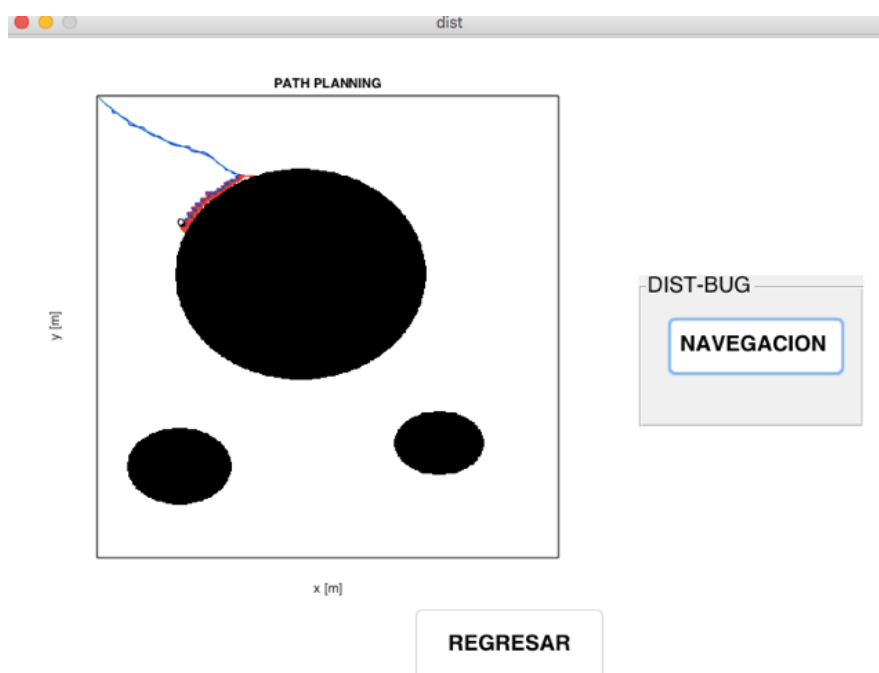 dist
PATH PLANNING
y [m]
x [m]
DIST-BUG
NAVEGACION
REGRESAR